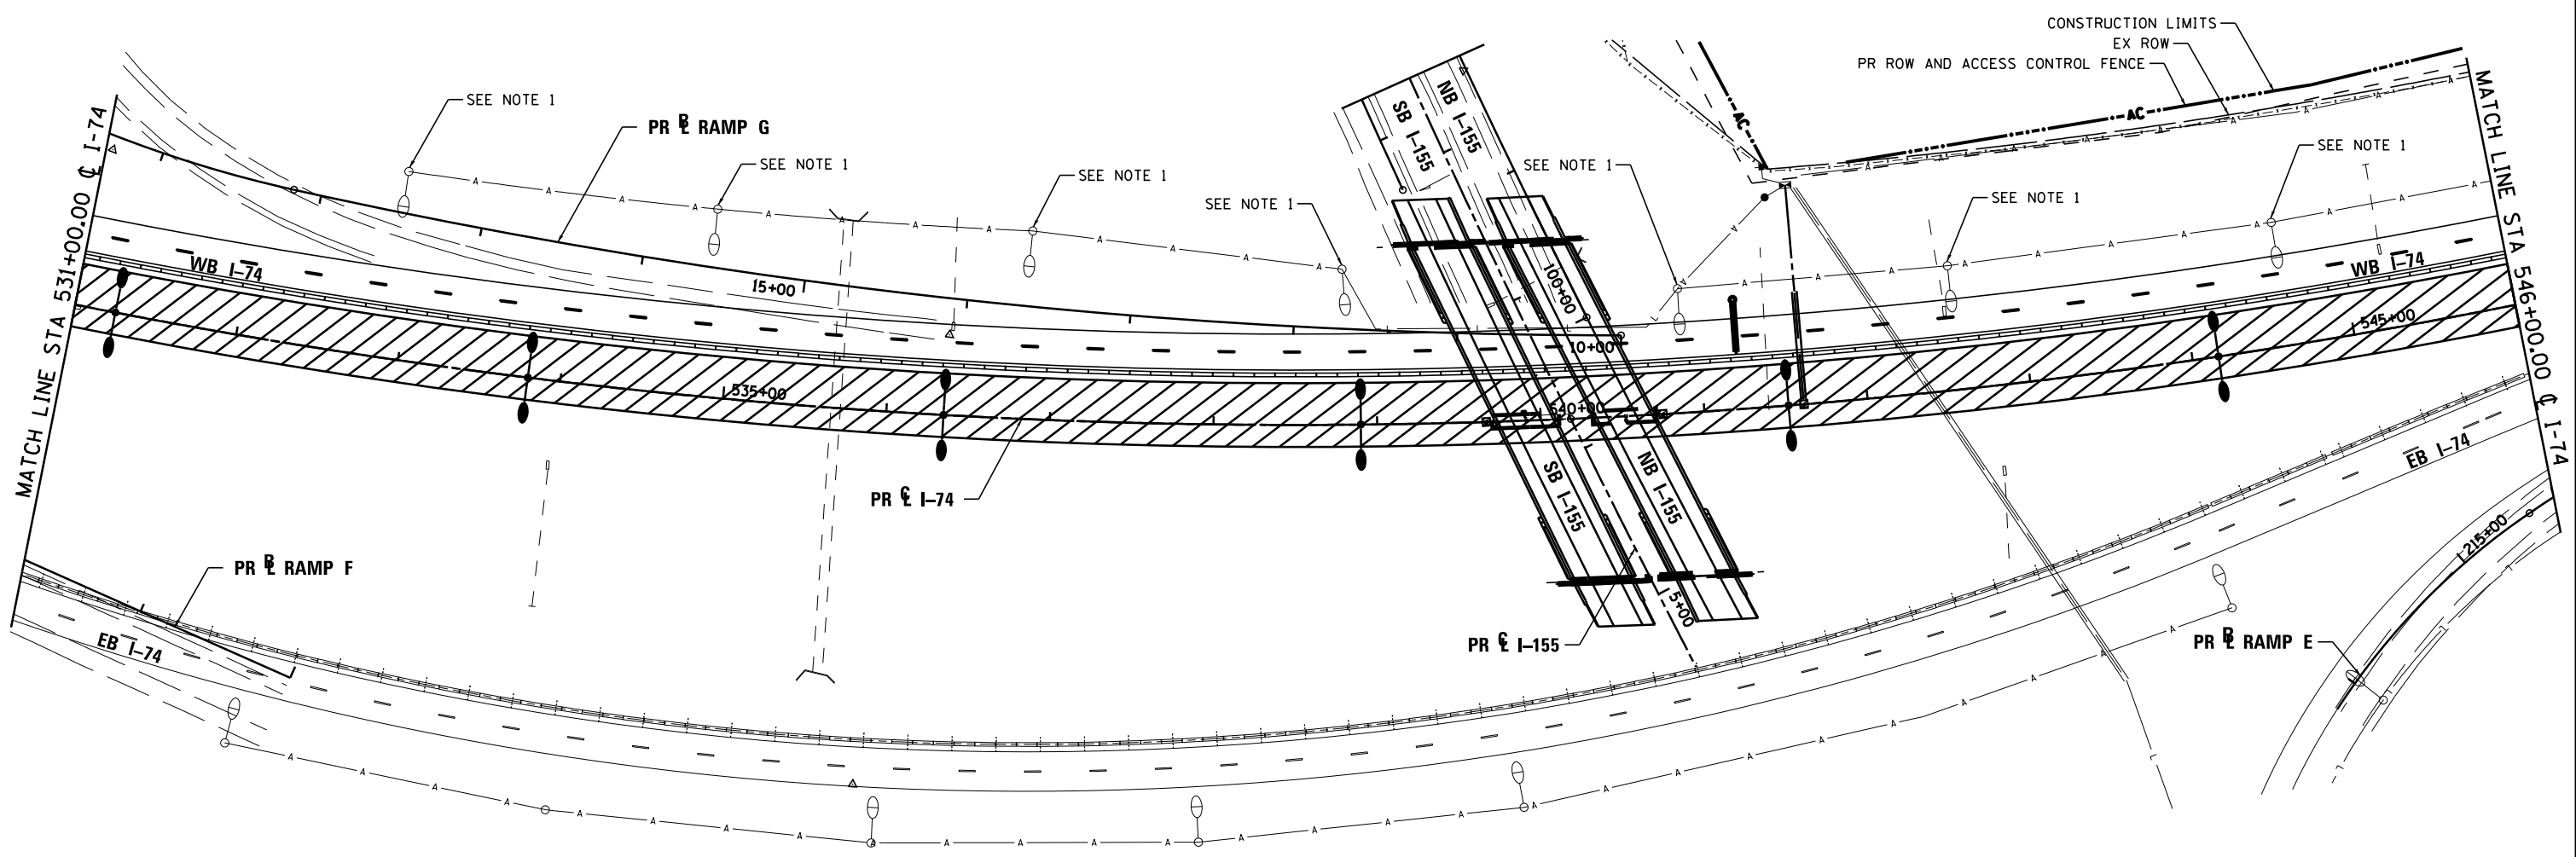 CONSTRUCTION LIMITS
EX ROW
PR ROW AND ACCESS CONTROL FENCE
SEE NOTE 1
PR ℄ RAMP G
SEE NOTE 1
SEE NOTE 1
SEE NOTE 1
SEE NOTE 1
SEE NOTE 1
SEE NOTE 1
SB I-155
NB I-155
AC
AC
MATCH LINE STA 531+00.00 ℄ I-74
MATCH LINE STA 546+00.00 ℄ I-74
WB I-74
WB I-74
15+00
100+00
10+00
535+00
540+00
545+00
PR ℄ I-74
SB I-155
NB I-155
EB I-74
215+00
PR ℄ RAMP F
5+00
EB I-74
PR ℄ I-155
PR ℄ RAMP E